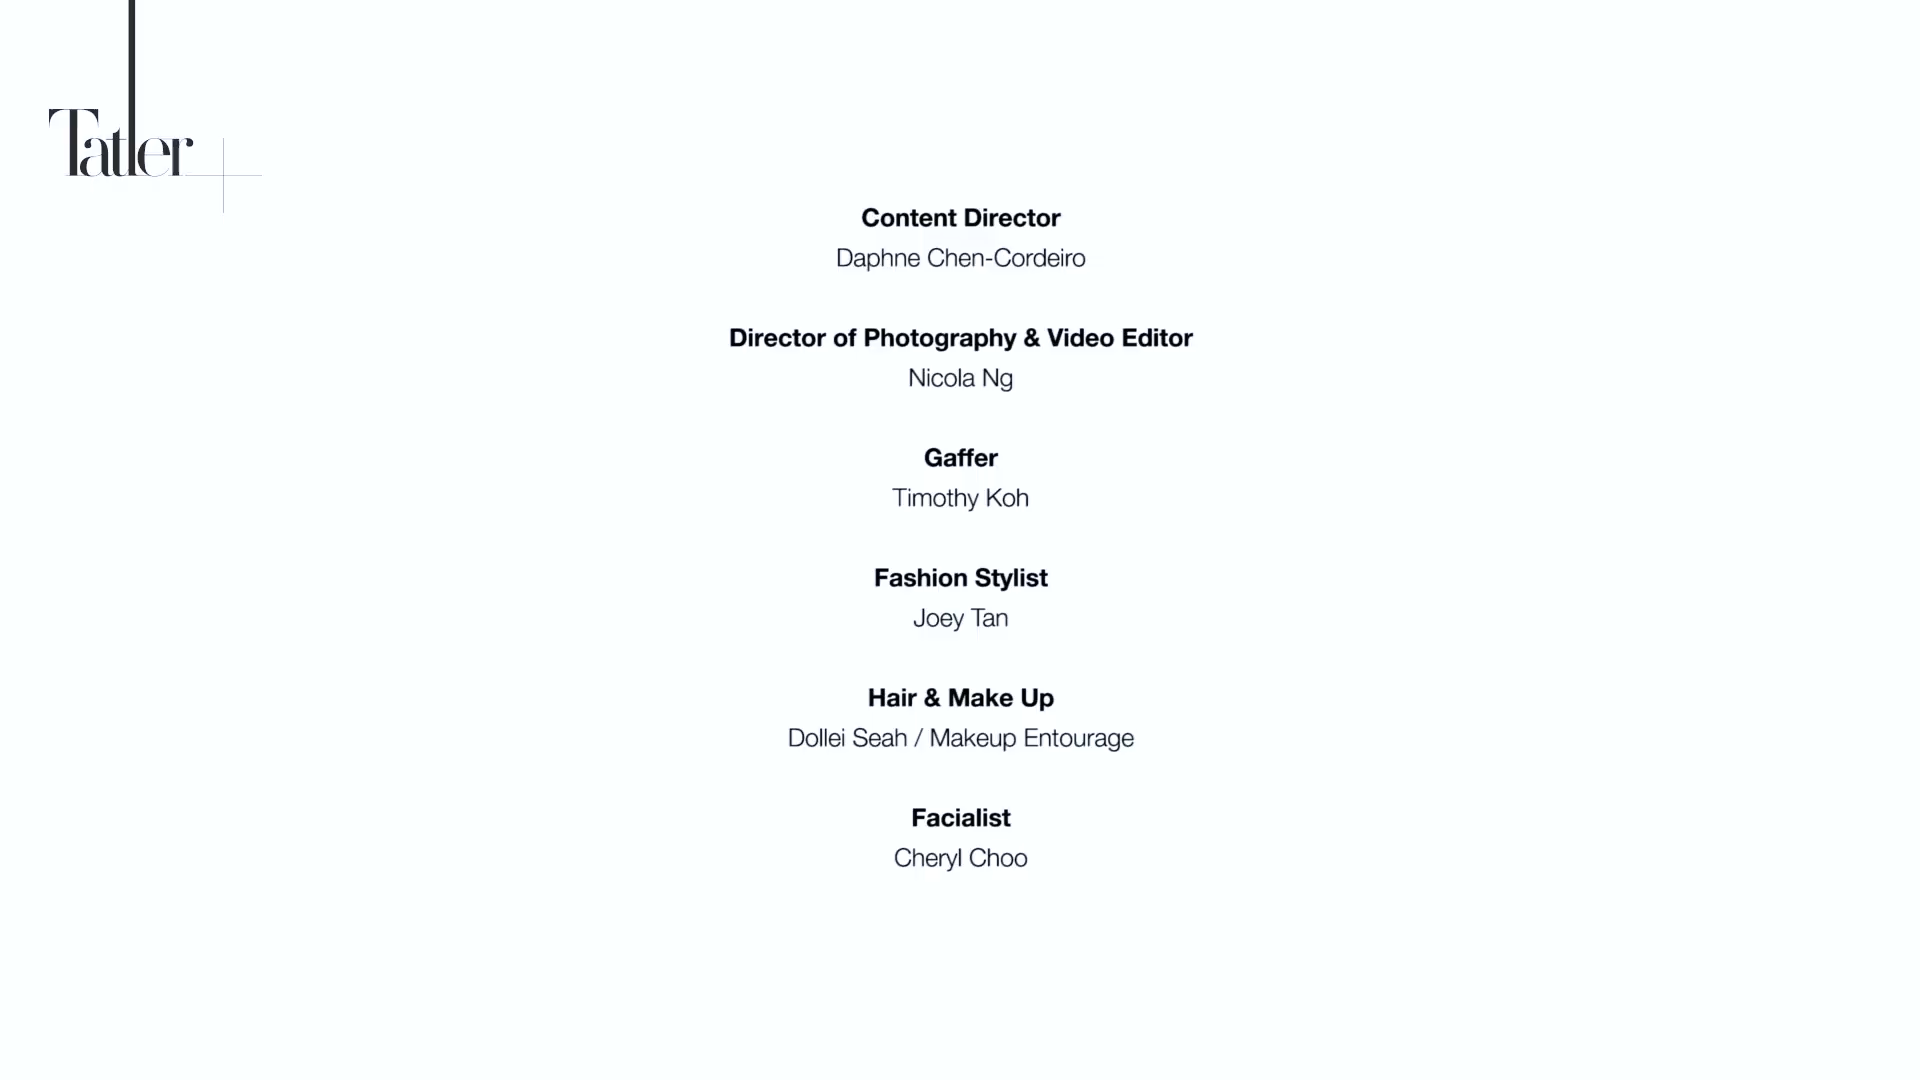 Tatler
Content Director
Daphne Chen-Cordeiro
Director of Photography & Video Editor
Nicola Ng
Gaffer
Timothy Koh
Fashion Stylist
Joey Tan
Hair & Make Up
Dollei Seah / Makeup Entourage
Facialist
Cheryl Choo